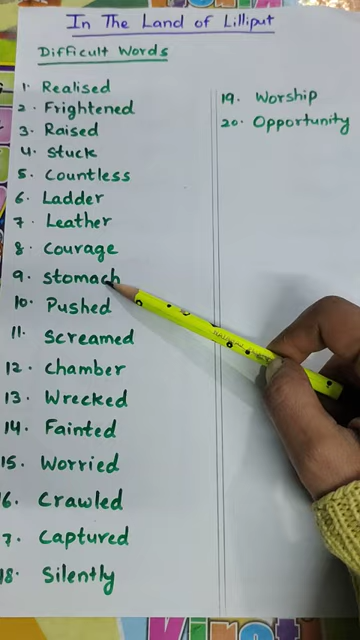 In The Land of Lilliput
Difficult Words
1. Realised
2. Frightened
3. Raised
4. Stuck
5. Countless
6. Ladder
7. Leather
8. Courage
9. Stomach
10. Pushed
11. Screamed
12. Chamber
13. Wrecked
14. Fainted
15. Worried
16. Crawled
17. Captured
18. Silently
19. Worship
20. Opportunity